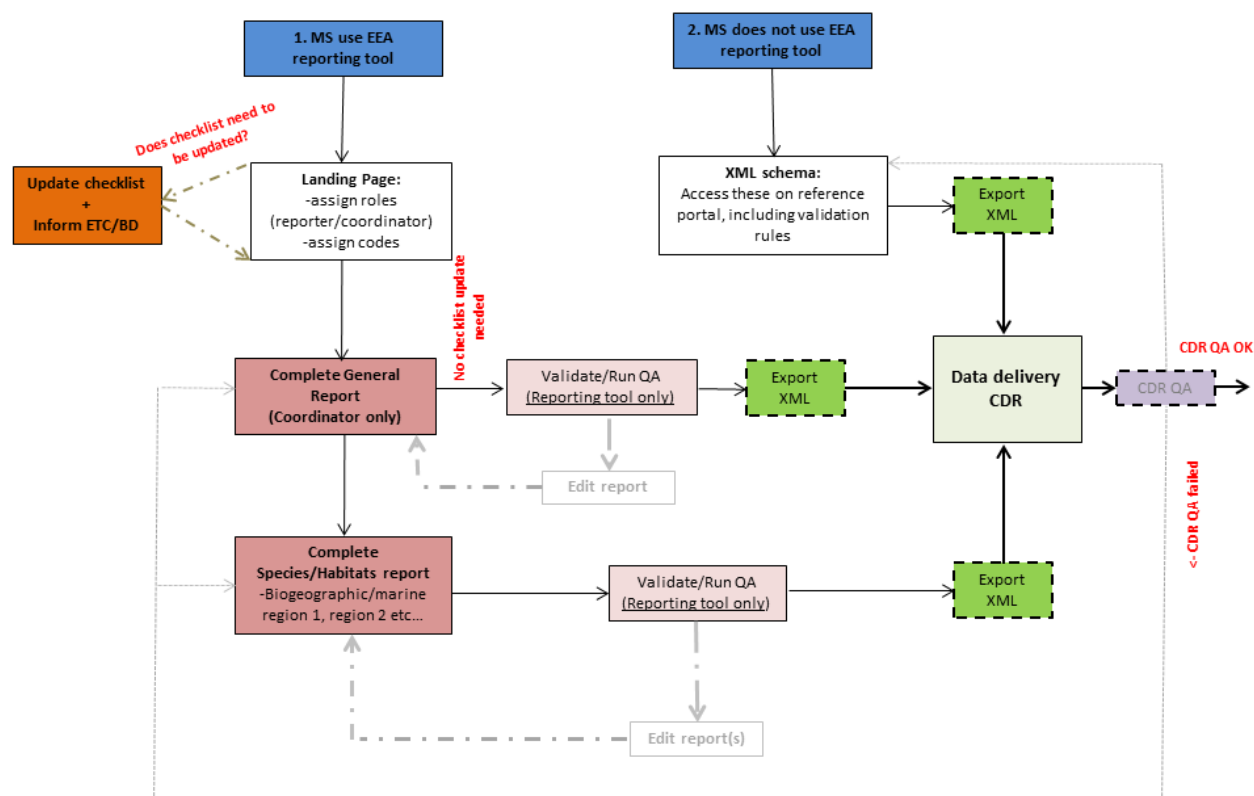 1. MS use EEA
reporting tool
2. MS does not use EEA
reporting tool
Does checklist need to
be updated?
Update checklist
+
Inform ETC/BD
Landing Page:
-assign roles
(reporter/coordinator)
-assign codes
XML schema:
Access these on reference
portal, including validation
rules
Export
XML
No checklist update
needed
Complete General
Report
(Coordinator only)
Validate/Run QA
(Reporting tool only)
Export
XML
Data delivery
CDR
CDR QA OK
CDR QA
Edit report
<- CDR QA failed
Complete
Species/Habitats report
-Biogeographic/marine
region 1, region 2 etc...
Validate/Run QA
(Reporting tool only)
Export
XML
Edit report(s)